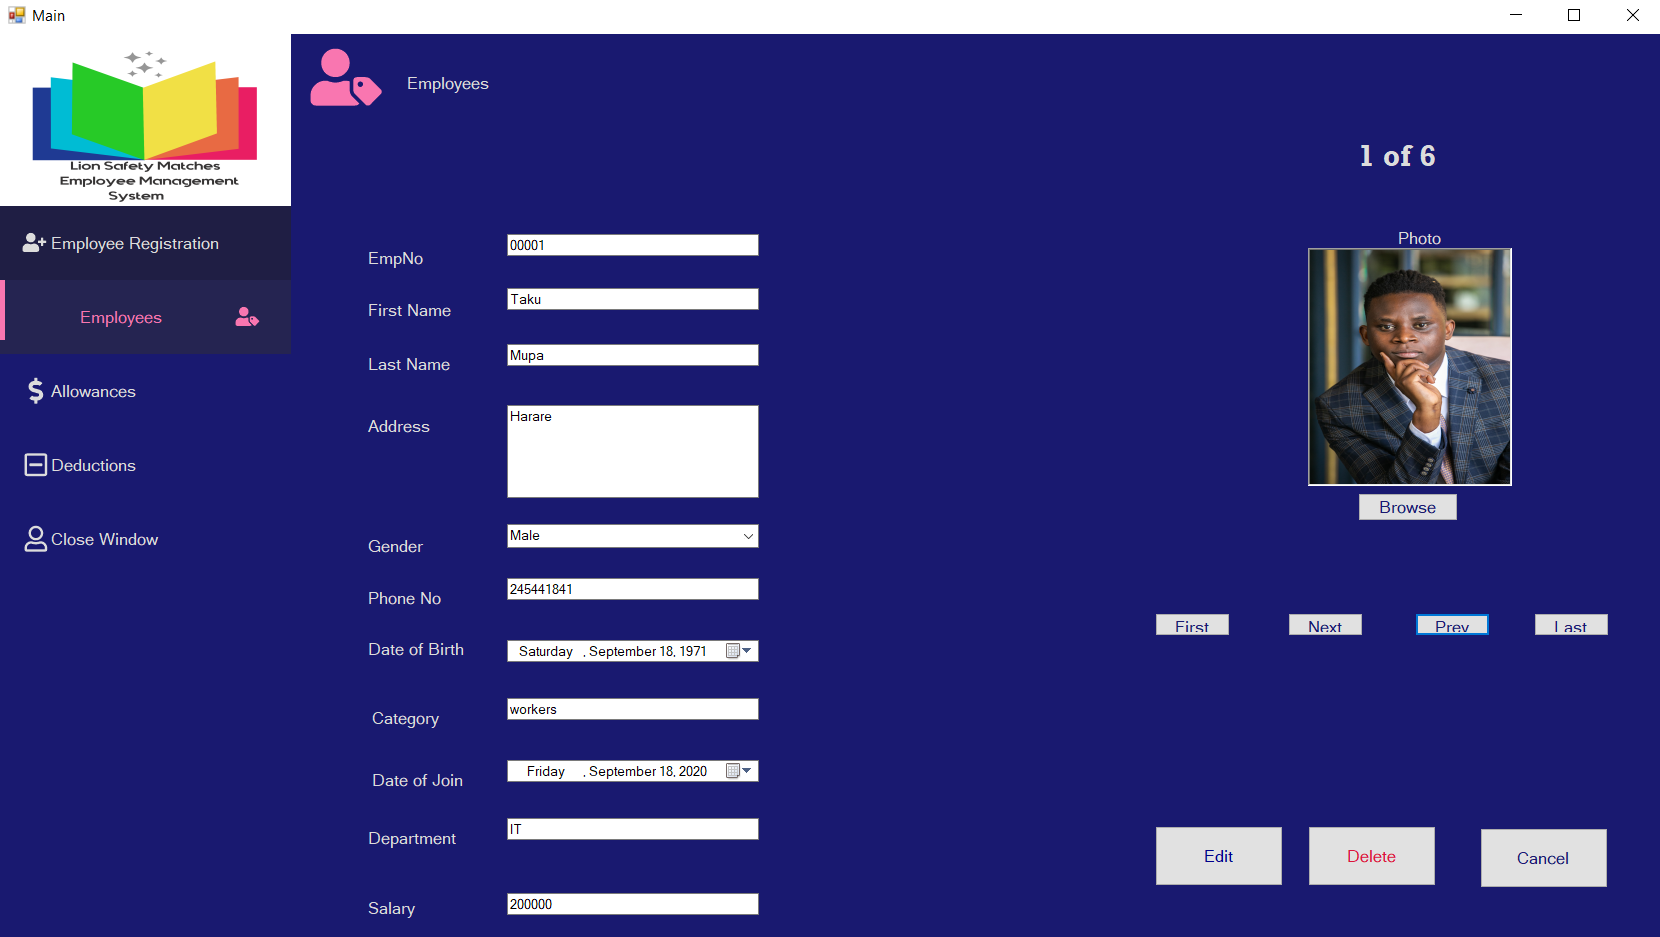 Main
Lion Safety Matches
Employee Management
System
Employee Registration
Employees
Allowances
Deductions
Close Window
Employees
1 of 6
EmpNo
00001
First Name
Taku
Last Name
Mupa
Address
Harare
Gender
Male
Phone No
245441841
Date of Birth
Saturday , September 18, 1971
Category
workers
Date of Join
Friday , September 18, 2020
Department
IT
Salary
200000
Photo
Browse
First
Next
Prev
Last
Edit
Delete
Cancel